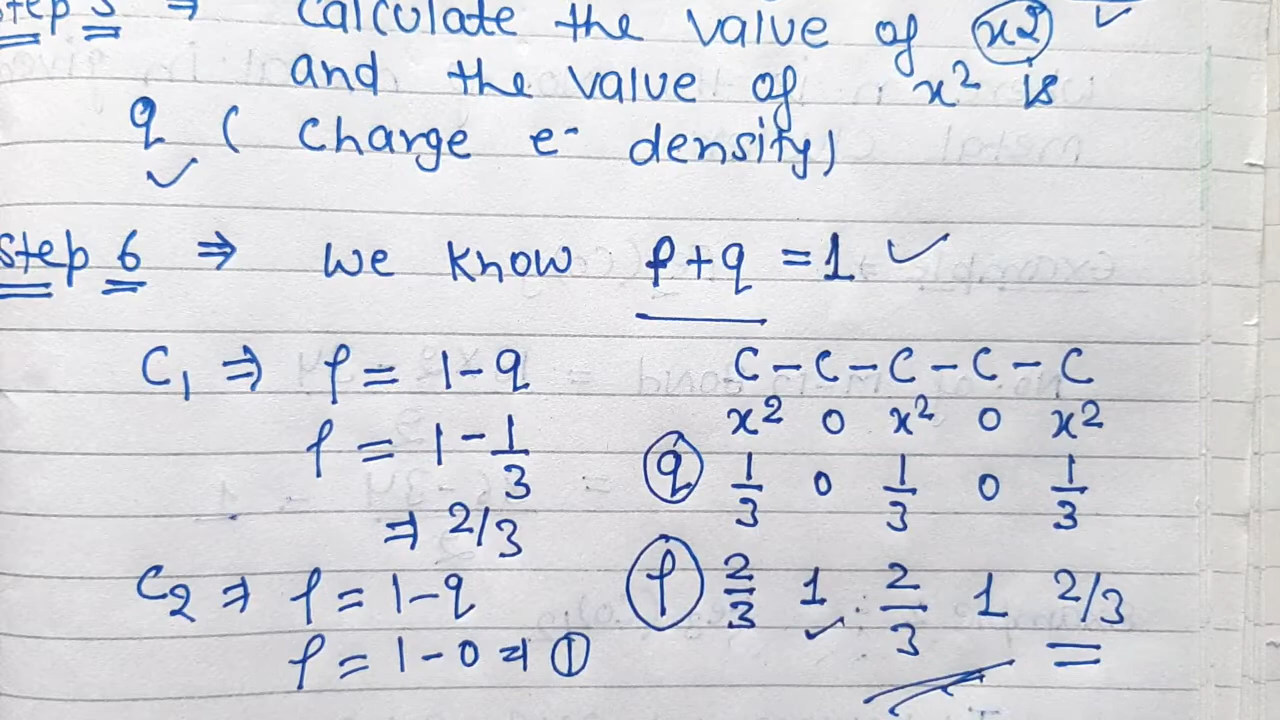 Step 5 ⇒ Calculate the value of x2 ✓
and the value of x² is
q ( Charge e⁻ density)
✓
Step 6 ⇒ we know ρ+q = 1 ✓
C₁ ⇒ ρ = 1-q
ρ = 1 - 1/3
⇒ 2/3
C₂ ⇒ ρ = 1-q
ρ = 1-0 ⇒ 1
C - C - C - C - C
x² 0 x² 0 x²
q 1/3 0 1/3 0 1/3
ρ 2/3 1 2/3 1 2/3